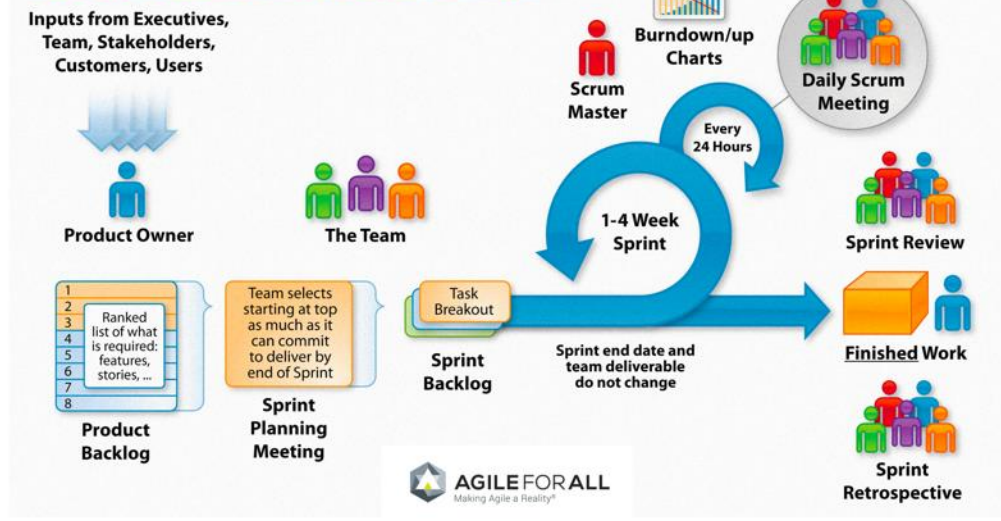 Inputs from Executives,
Team, Stakeholders,
Customers, Users
Product Owner
The Team
Scrum
Master
Burndown/up
Charts
Daily Scrum
Meeting
Every
24 Hours
1-4 Week
Sprint
Sprint Review
1
2
3
4
5
6
7
8
Ranked
list of what
is required:
features,
stories, ...
Product
Backlog
Team selects
starting at top
as much as it
can commit
to deliver by
end of Sprint
Sprint
Planning
Meeting
Task
Breakout
Sprint
Backlog
Sprint end date and
team deliverable
do not change
Finished Work
Sprint
Retrospective
AGILE FOR ALL
Making Agile a Reality®